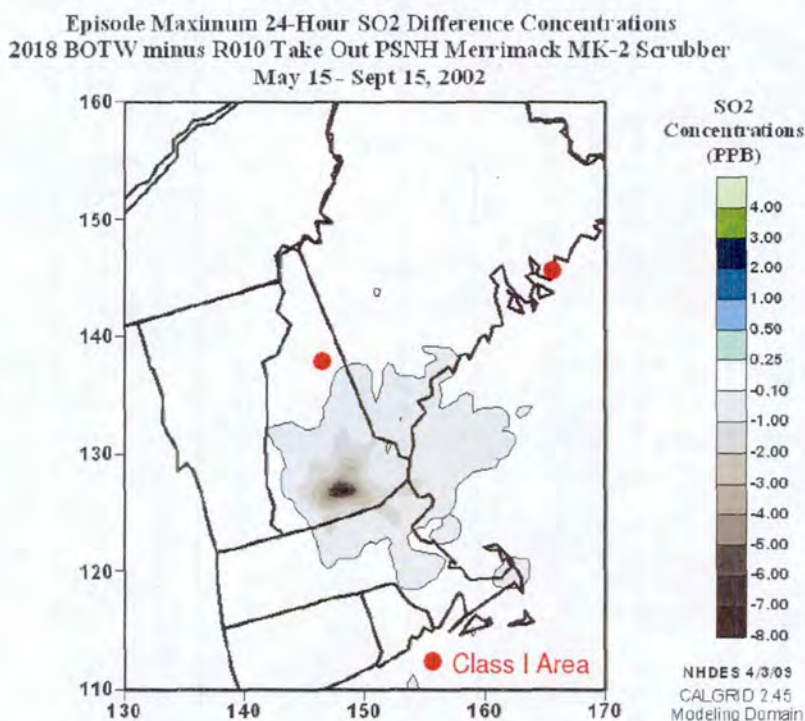 Episode Maximum 24-Hour SO2 Difference Concentrations
2018 BOTW minus R010 Take Out PSNH Merrimack MK-2 Scrubber
May 15 - Sept 15, 2002
160
150
140
130
120
110
130
140
150
160
170
Class I Area
SO2
Concentrations
(PPB)
4.00
3.00
2.00
1.00
0.50
0.25
-0.10
-1.00
-2.00
-3.00
-4.00
-5.00
-6.00
-7.00
-8.00
NHDES 4/3/09
CALGRID 2.45
Modeling Domain